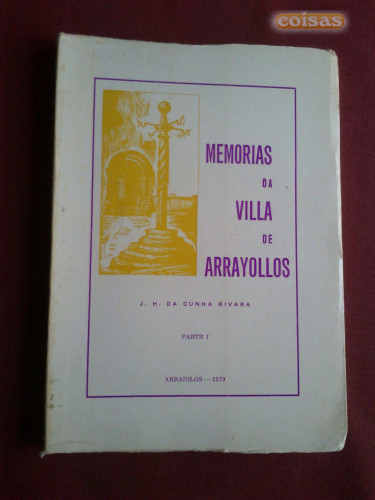 coisas
MEMORIAS
DA
VILLA
DE
ARRAYOLLOS
J. H. DA CUNHA RIVARA
PARTE I
ARRAIOLOS — 1979